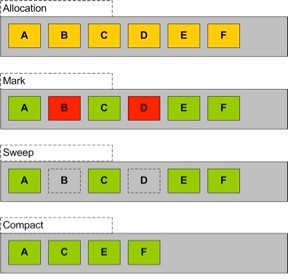 Allocation
A B C D E F
Mark
A B C D E F
Sweep
A B C D E F
Compact
A C E F